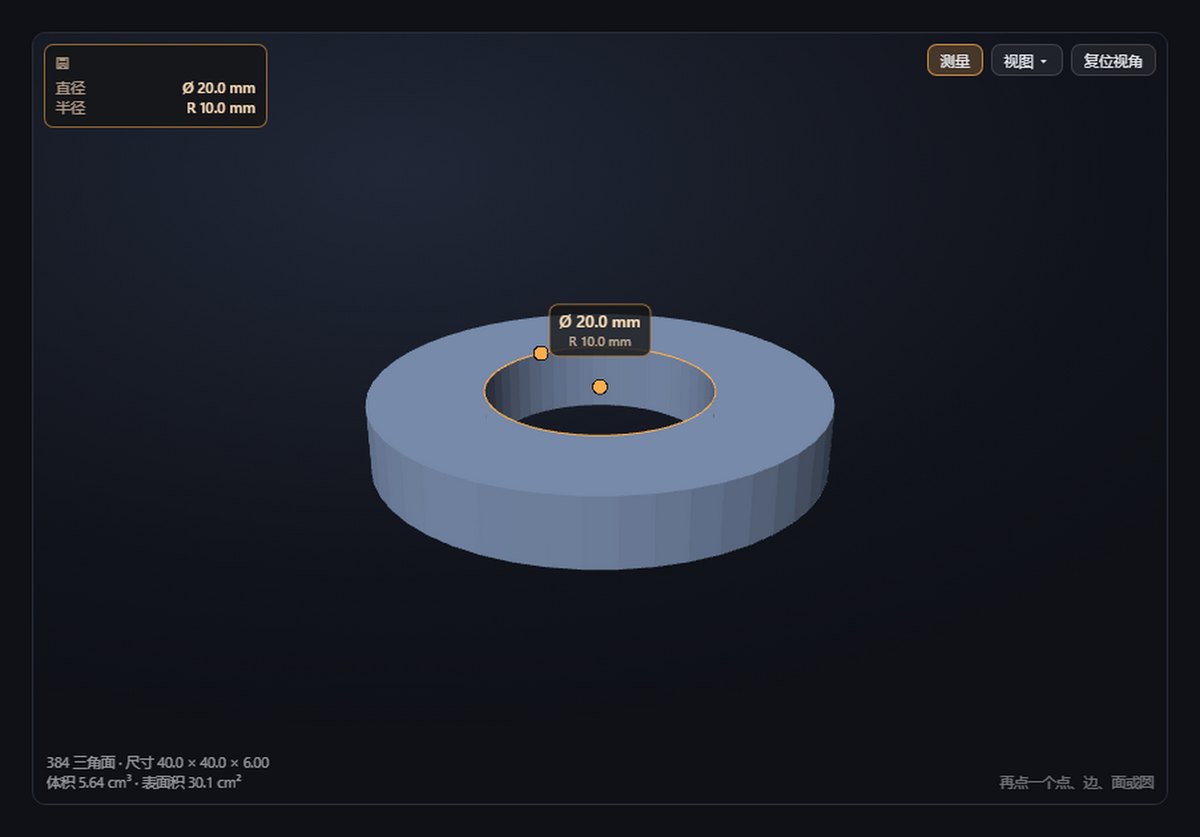 圆
直径 Ø 20.0 mm
半径 R 10.0 mm
测量 视图 复位视角
Ø 20.0 mm
R 10.0 mm
384 三角面 · 尺寸 40.0 × 40.0 × 6.00
体积 5.64 cm³ · 表面积 30.1 cm²
再点一个点、边、面或圆